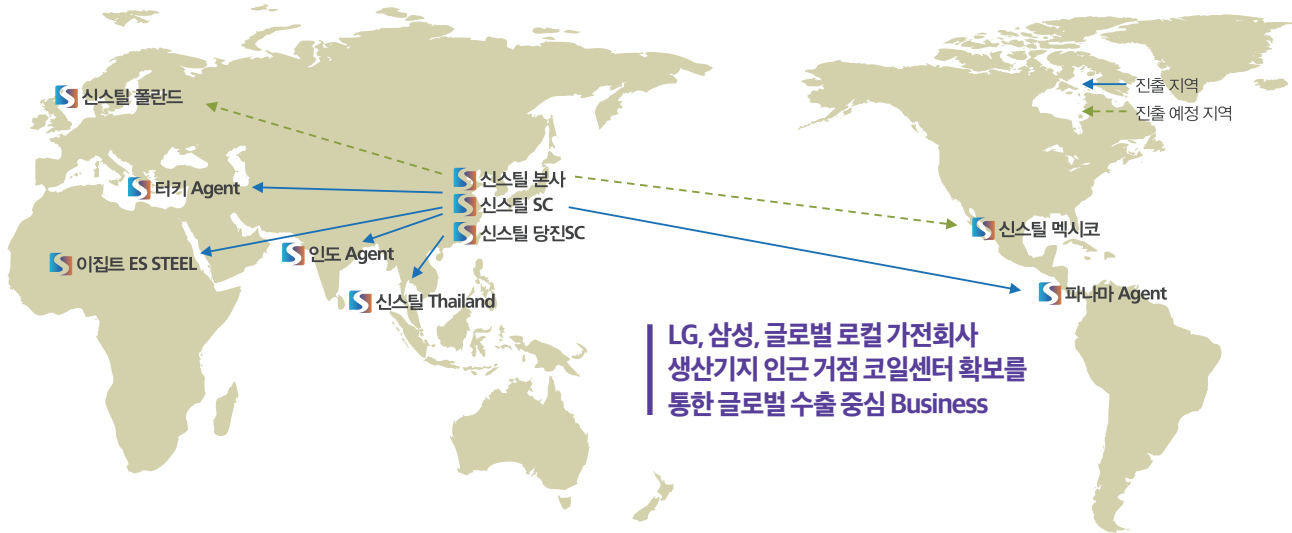 진출 지역
진출 예정 지역
신스틸 폴란드
터키 Agent
이집트 ES STEEL
인도 Agent
신스틸 Thailand
신스틸 본사
신스틸 SC
신스틸 당진SC
신스틸 멕시코
파나마 Agent
LG, 삼성, 글로벌 로컬 가전회사
생산기지 인근 거점 코일센터 확보를
통한 글로벌 수출 중심 Business